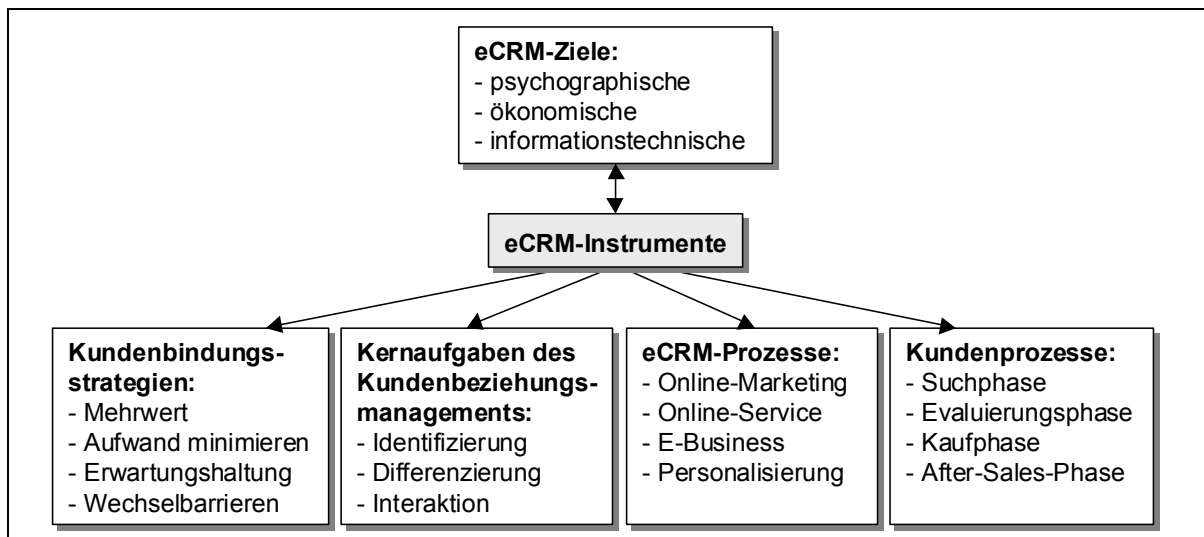 eCRM-Ziele:
- psychographische
- ökonomische
- informationstechnische
eCRM-Instrumente
Kundenbindungs-
strategien:
- Mehrwert
- Aufwand minimieren
- Erwartungshaltung
- Wechselbarrieren
Kernaufgaben des
Kundenbeziehungs-
managements:
- Identifizierung
- Differenzierung
- Interaktion
eCRM-Prozesse:
- Online-Marketing
- Online-Service
- E-Business
- Personalisierung
Kundenprozesse:
- Suchphase
- Evaluierungsphase
- Kaufphase
- After-Sales-Phase